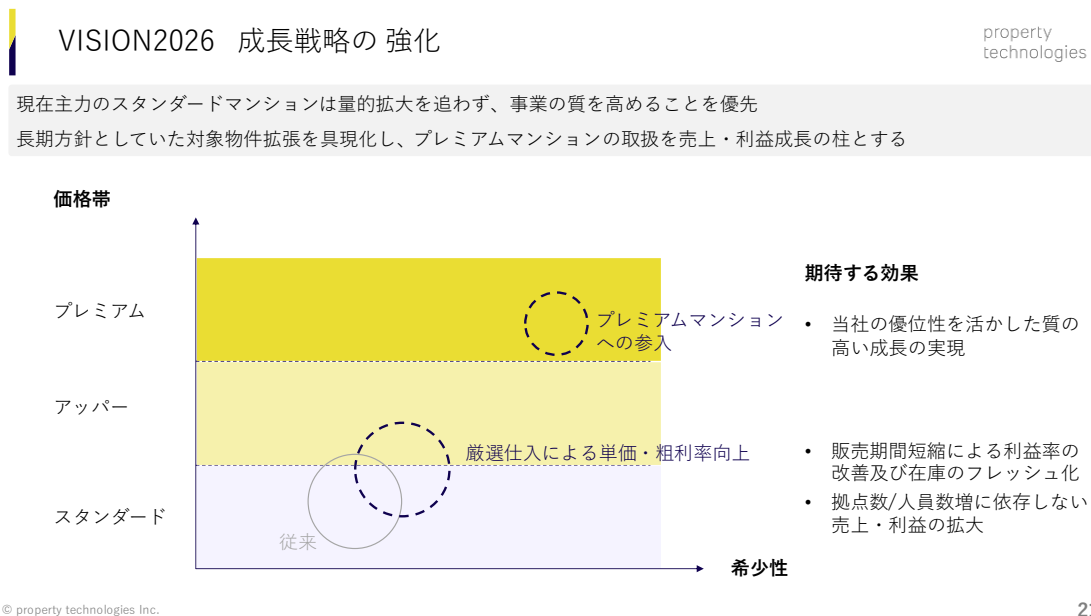 VISION2026 成長戦略の 強化
property
technologies
現在主力のスタンダードマンションは量的拡大を追わず、事業の質を高めることを優先
長期方針としていた対象物件拡張を具現化し、プレミアムマンションの取扱を売上・利益成長の柱とする
価格帯
プレミアム
アッパー
スタンダード
プレミアムマンション
への参入
厳選仕入による単価・粗利率向上
従来
希少性
期待する効果
• 当社の優位性を活かした質の
高い成長の実現
• 販売期間短縮による利益率の
改善及び在庫のフレッシュ化
• 拠点数/人員数増に依存しない
売上・利益の拡大
© property technologies Inc.